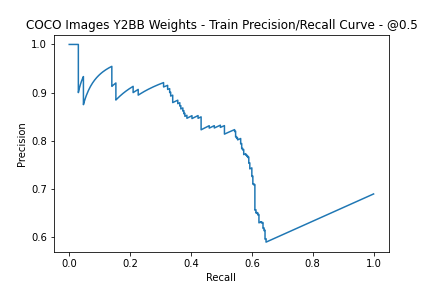 COCO Images Y2BB Weights - Train Precision/Recall Curve - @0.5
1.0
0.9
0.8
0.7
0.6
Precision
0.0 0.2 0.4 0.6 0.8 1.0
Recall